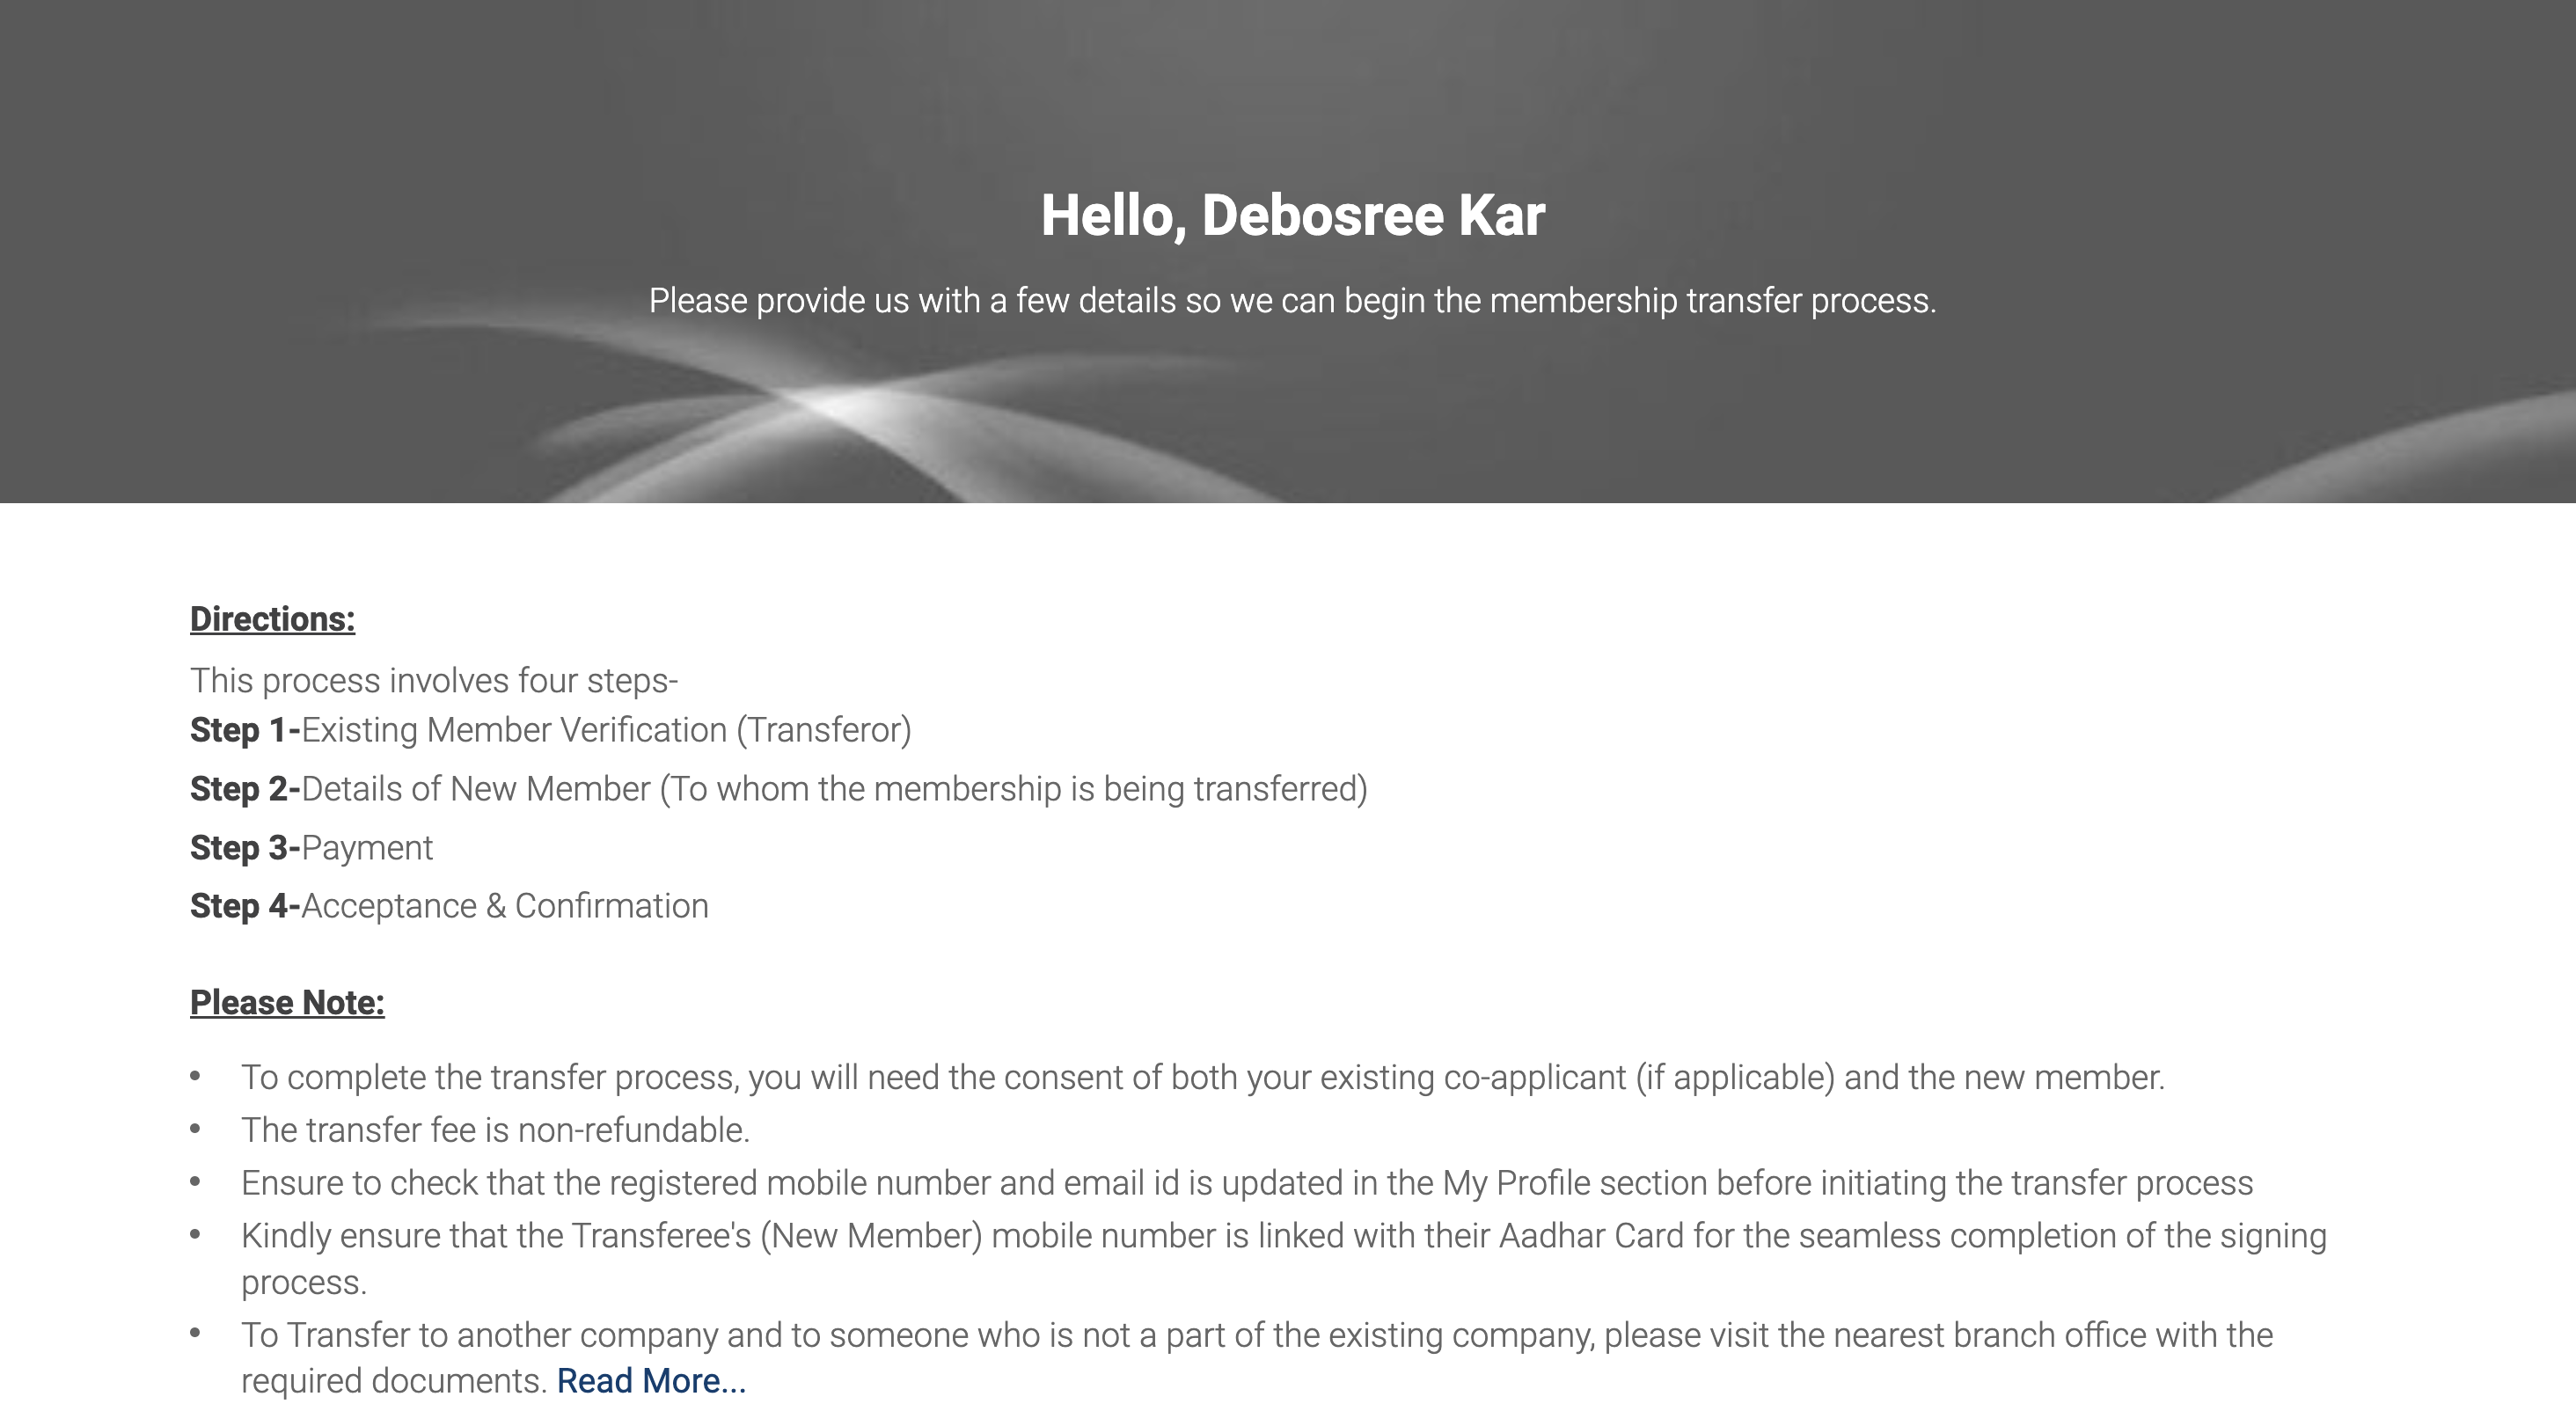 Hello, Debosree Kar
Please provide us with a few details so we can begin the membership transfer process.
Directions:
This process involves four steps-
Step 1-Existing Member Verification (Transferor)
Step 2-Details of New Member (To whom the membership is being transferred)
Step 3-Payment
Step 4-Acceptance & Confirmation
Please Note:
• To complete the transfer process, you will need the consent of both your existing co-applicant (if applicable) and the new member.
• The transfer fee is non-refundable.
• Ensure to check that the registered mobile number and email id is updated in the My Profile section before initiating the transfer process
• Kindly ensure that the Transferee's (New Member) mobile number is linked with their Aadhar Card for the seamless completion of the signing
process.
• To Transfer to another company and to someone who is not a part of the existing company, please visit the nearest branch office with the
required documents. Read More...